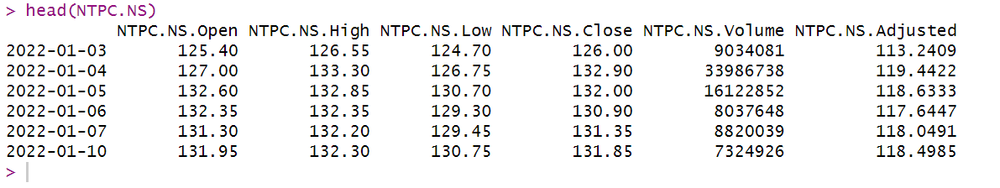 > head(NTPC.NS)
           NTPC.NS.Open NTPC.NS.High NTPC.NS.Low NTPC.NS.Close NTPC.NS.Volume NTPC.NS.Adjusted
2022-01-03       125.40       126.55      124.70        126.00        9034081         113.2409
2022-01-04       127.00       133.30      126.75        132.90       33986738         119.4422
2022-01-05       132.60       132.85      130.70        132.00       16122852         118.6333
2022-01-06       132.35       132.35      129.30        130.90        8037648         117.6447
2022-01-07       131.30       132.20      129.45        131.35        8820039         118.0491
2022-01-10       131.95       132.30      130.75        131.85        7324926         118.4985
>